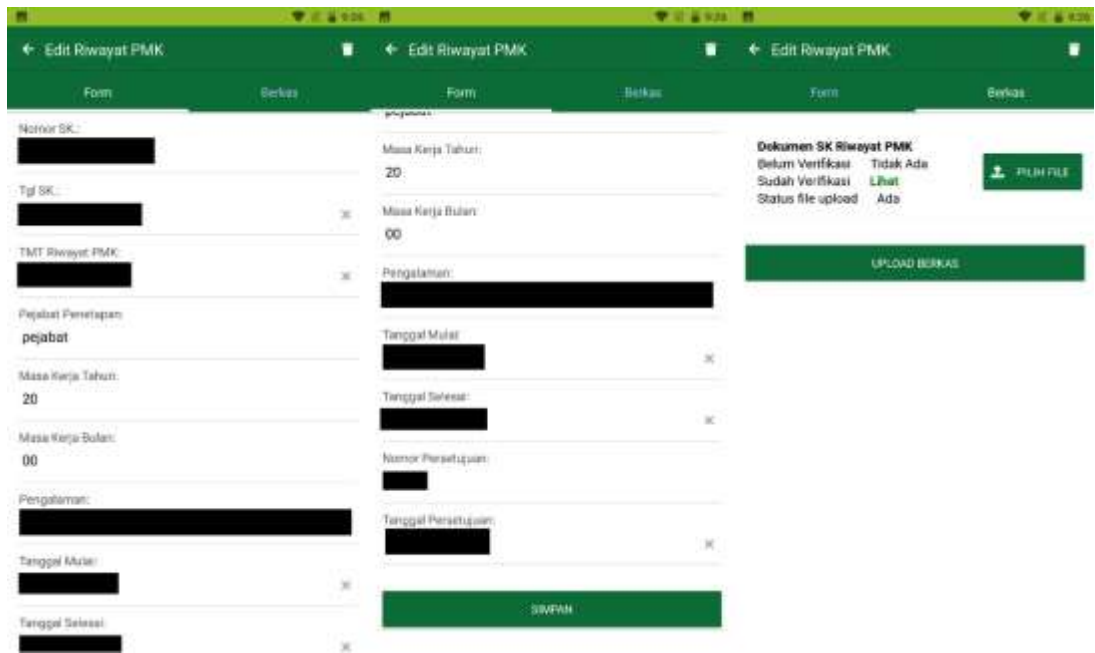 9:26
← Edit Riwayat PMK
Form Berkas
Nomor SK.:
Tgl SK.:
TMT Riwayat PMK:
Pejabat Penetapan:
pejabat
Masa Kerja Tahun:
20
Masa Kerja Bulan:
00
Pengalaman:
Tanggal Mulai:
Tanggal Selesai:
← Edit Riwayat PMK
Form Berkas
pejabat
Masa Kerja Tahun:
20
Masa Kerja Bulan:
00
Pengalaman:
Tanggal Mulai:
Tanggal Selesai:
Nomor Persetujuan:
Tanggal Persetujuan:
SIMPAN
← Edit Riwayat PMK
Form Berkas
Dokumen SK Riwayat PMK
Belum Verifikasi Tidak Ada
Sudah Verifikasi Lihat
Status file upload Ada
PILIH FILE
UPLOAD BERKAS